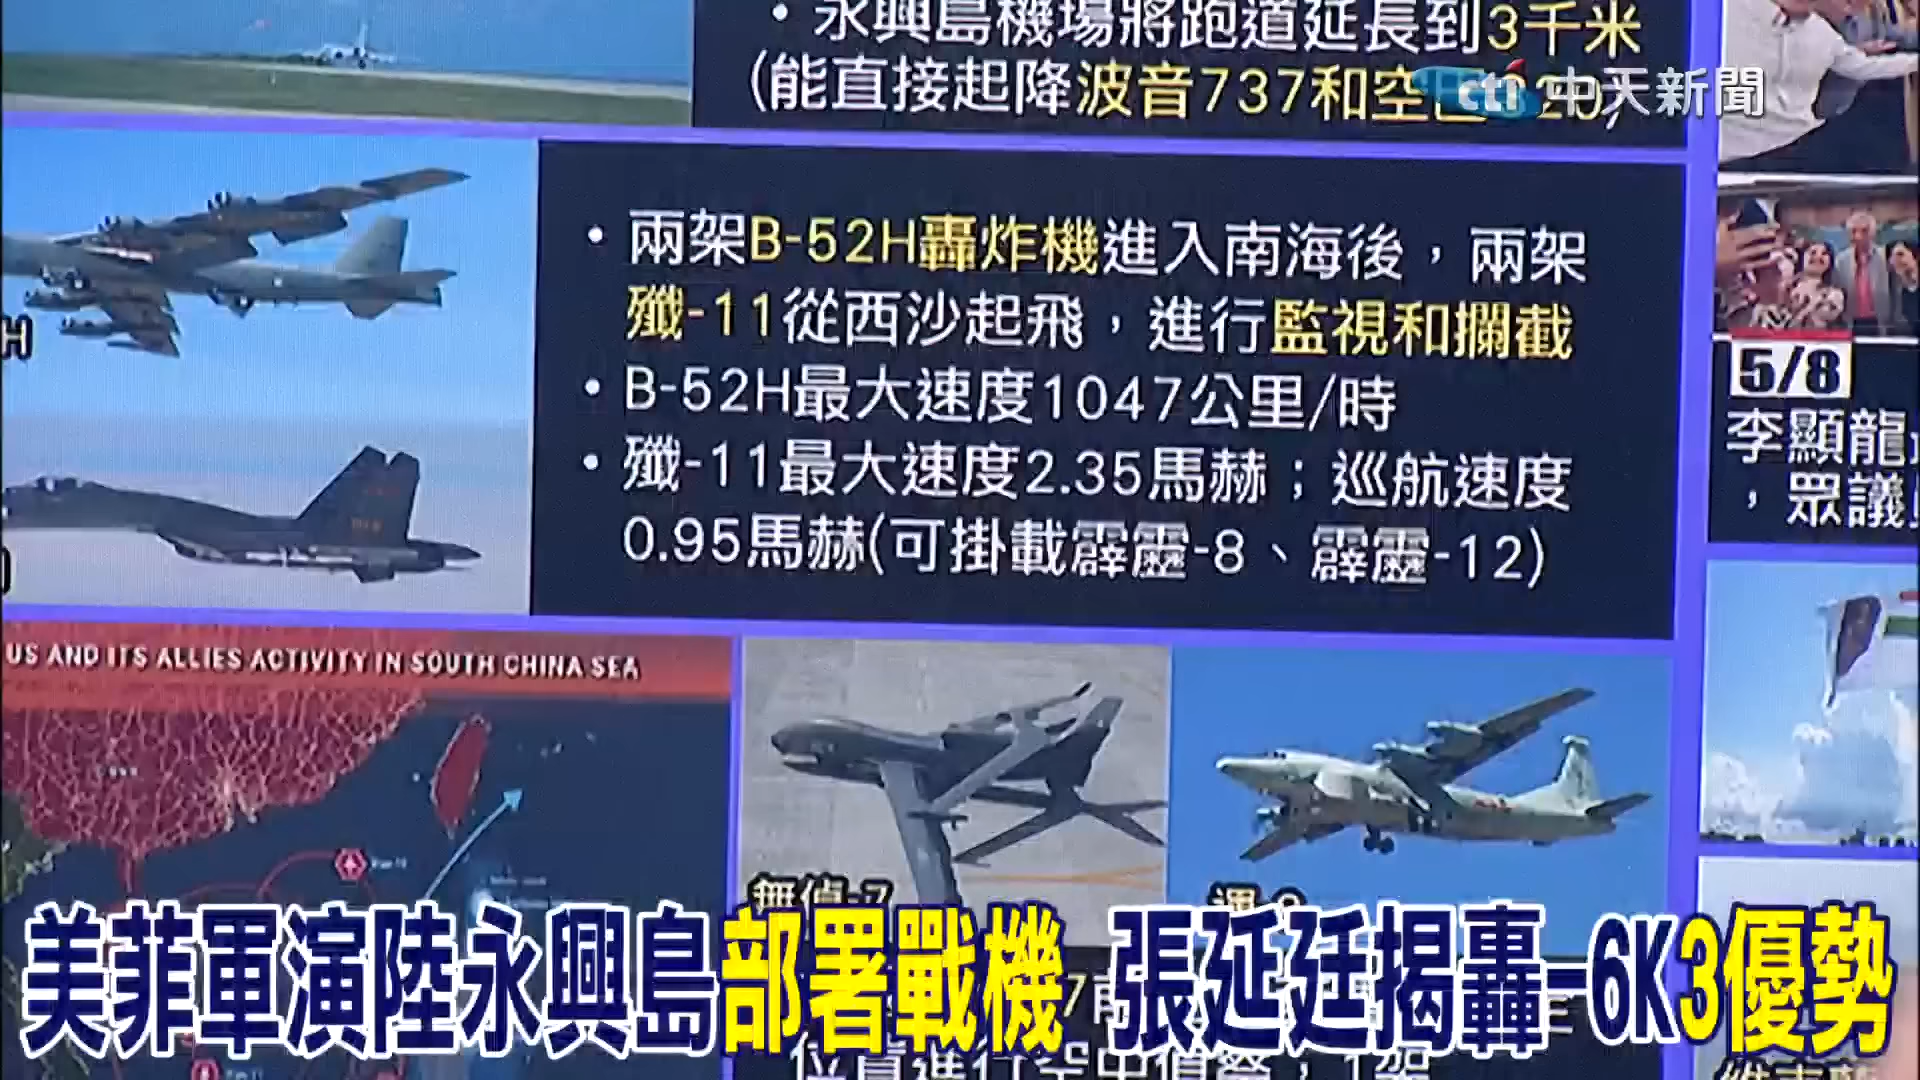 •永興島機場將跑道延長到3千米
(能直接起降波音737和空
cti 中天新聞
•兩架B-52H轟炸機進入南海後，兩架
殲-11從西沙起飛，進行監視和攔截
•B-52H最大速度1047公里/時
•殲-11最大速度2.35馬赫；巡航速度
0.95馬赫(可掛載霹靂-8、霹靂-12)
H
5/8
李顯龍
，眾議
US AND ITS ALLIES ACTIVITY IN SOUTH CHINA SEA
無偵-7
美菲軍演陸永興島部署戰機 張延廷揭轟-6K3優勢